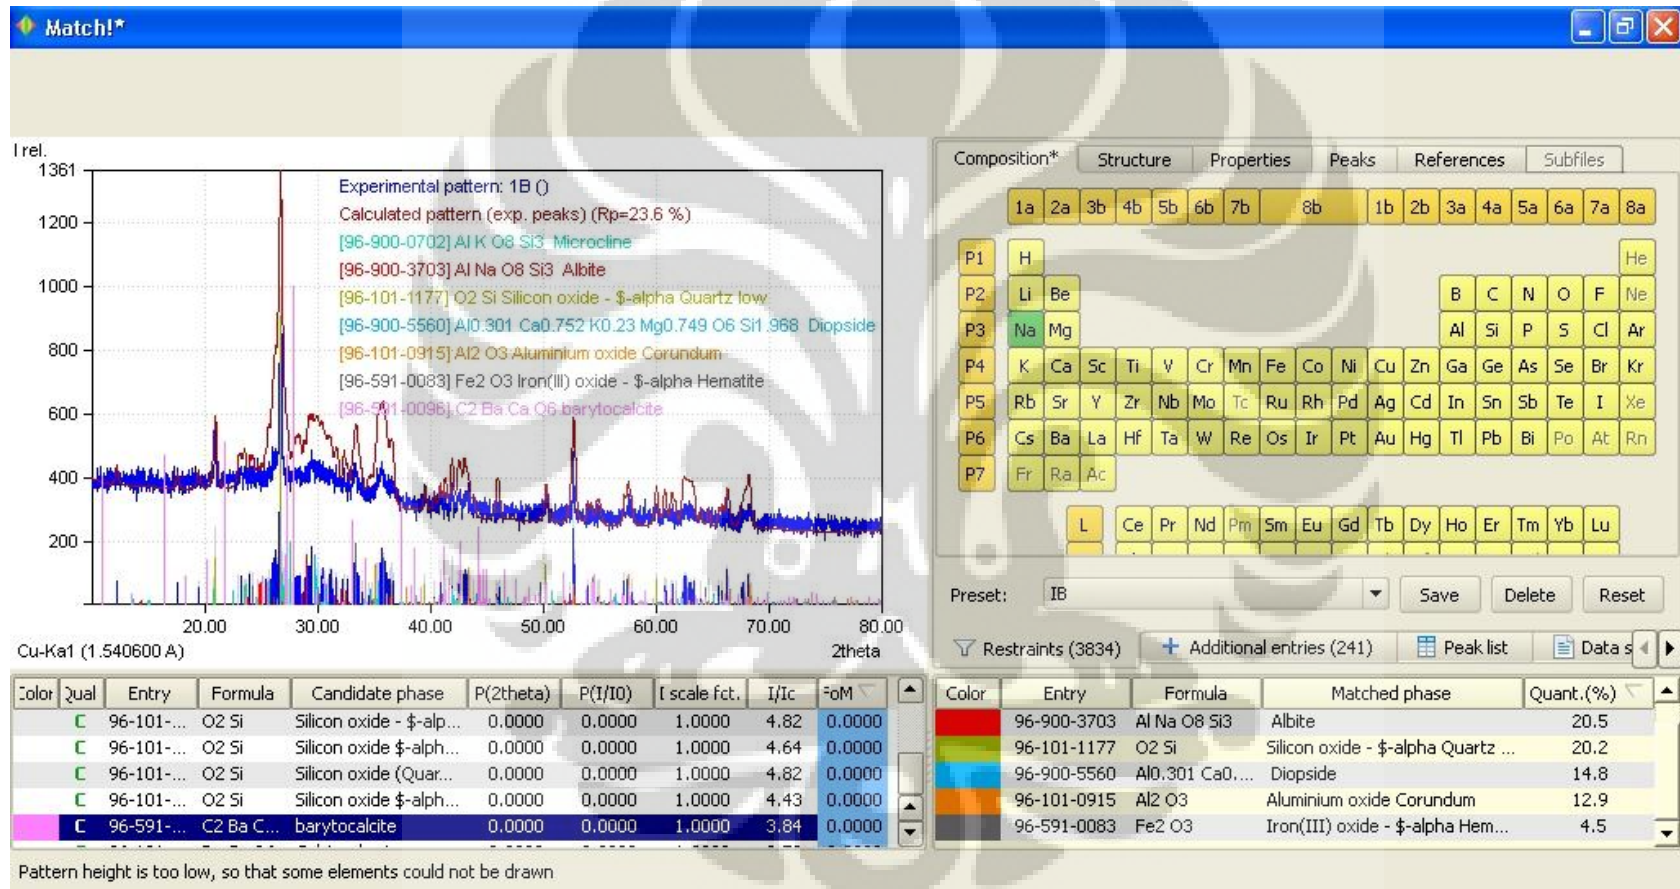 Match!*
I rel.
1361
1200
1000
800
600
400
200
Experimental pattern: 1B ()
Calculated pattern (exp. peaks) (Rp=23.6 %)
[96-900-0702] Al K O8 Si3 Microcline
[96-900-3703] Al Na O8 Si3 Albite
[96-101-1177] O2 Si Silicon oxide - $-alpha Quartz low
[96-900-5560] Al0.301 Ca0.752 K0.23 Mg0.749 O6 Si1.968 Diopside
[96-101-0915] Al2 O3 Aluminium oxide Corundum
[96-591-0083] Fe2 O3 Iron(III) oxide - $-alpha Hematite
[96-591-0096] C2 Ba Ca O6 barytocalcite
20.00 30.00 40.00 50.00 60.00 70.00 80.00
Cu-Ka1 (1.540600 A) 2theta
Composition* Structure Properties Peaks References Subfiles
1a 2a 3b 4b 5b 6b 7b 8b 1b 2b 3a 4a 5a 6a 7a 8a
P1 H He
P2 Li Be B C N O F Ne
P3 Na Mg Al Si P S Cl Ar
P4 K Ca Sc Ti V Cr Mn Fe Co Ni Cu Zn Ga Ge As Se Br Kr
P5 Rb Sr Y Zr Nb Mo Tc Ru Rh Pd Ag Cd In Sn Sb Te I Xe
P6 Cs Ba La Hf Ta W Re Os Ir Pt Au Hg Tl Pb Bi Po At Rn
P7 Fr Ra Ac
L Ce Pr Nd Pm Sm Eu Gd Tb Dy Ho Er Tm Yb Lu
Preset: IB Save Delete Reset
Restraints (3834) Additional entries (241) Peak list Data s
Color Qual Entry Formula Candidate phase P(2theta) P(I/I0) I scale fct. I/Ic FoM
C 96-101-... O2 Si Silicon oxide - $-alp... 0.0000 0.0000 1.0000 4.82 0.0000
C 96-101-... O2 Si Silicon oxide $-alph... 0.0000 0.0000 1.0000 4.64 0.0000
C 96-101-... O2 Si Silicon oxide (Quar... 0.0000 0.0000 1.0000 4.82 0.0000
C 96-101-... O2 Si Silicon oxide $-alph... 0.0000 0.0000 1.0000 4.43 0.0000
C 96-591-... C2 Ba C... barytocalcite 0.0000 0.0000 1.0000 3.84 0.0000
Color Entry Formula Matched phase Quant.(%)
96-900-3703 Al Na O8 Si3 Albite 20.5
96-101-1177 O2 Si Silicon oxide - $-alpha Quartz ... 20.2
96-900-5560 Al0.301 Ca0.... Diopside 14.8
96-101-0915 Al2 O3 Aluminium oxide Corundum 12.9
96-591-0083 Fe2 O3 Iron(III) oxide - $-alpha Hem... 4.5
Pattern height is too low, so that some elements could not be drawn